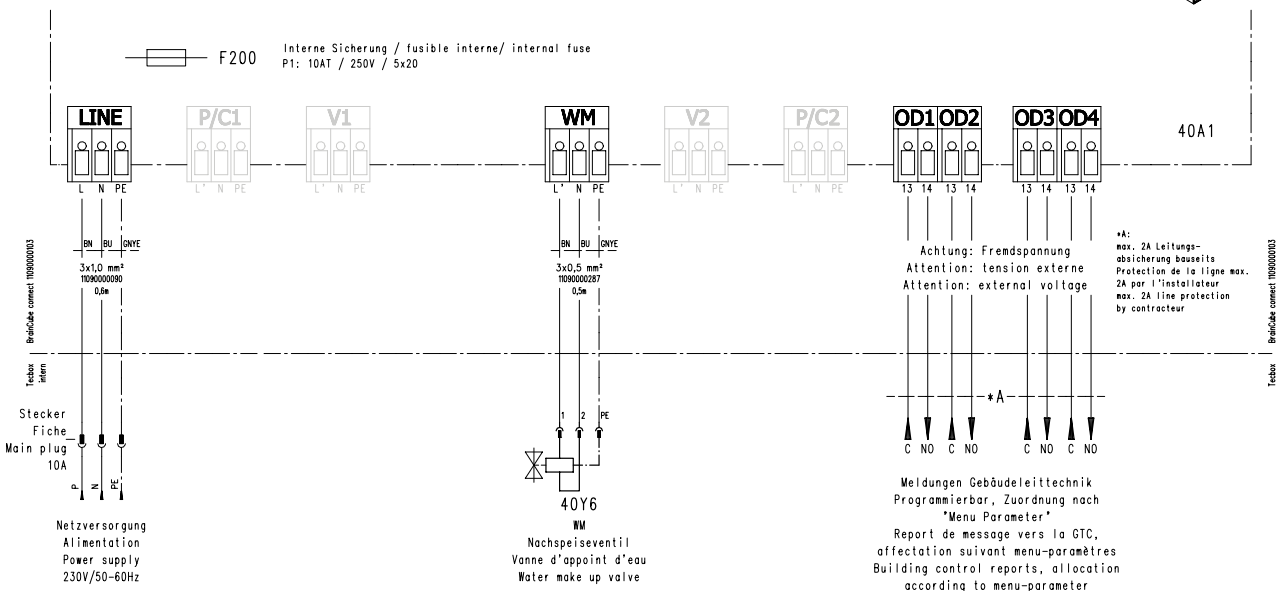 F200
Interne Sicherung / fusible interne/ internal fuse
P1: 10AT / 250V / 5x20
LINE
P/C1
V1
WM
V2
P/C2
OD1 OD2
OD3 OD4
40A1
L N PE
L' N PE
L' N PE
L' N PE
L' N PE
L' N PE
13 14 13 14
13 14 13 14
BN BU GNYE
3x1,0 mm²
11090000090
0,6m
BN BU GNYE
3x0,5 mm²
11090000287
0,5m
Achtung: Fremdspannung
Attention: tension externe
Attention: external voltage
*A:
max. 2A Leitungs-
absicherung bauseits
Protection de la ligne max.
2A par l'installateur
max. 2A line protection
by contracteur
BrainCube connect 11090000103
Tecbox
intern
BrainCube connect 11090000103
Tecbox
Stecker
Fiche
Main plug
10A
P N PE
Netzversorgung
Alimentation
Power supply
230V/50-60Hz
1 2 PE
40Y6
WM
Nachspeiseventil
Vanne d'appoint d'eau
Water make up valve
*A
C NO C NO
C NO C NO
Meldungen Gebäudeleittechnik
Programmierbar, Zuordnung nach
"Menu Parameter"
Report de message vers la GTC,
affectation suivant menu-paramètres
Building control reports, allocation
according to menu-parameter